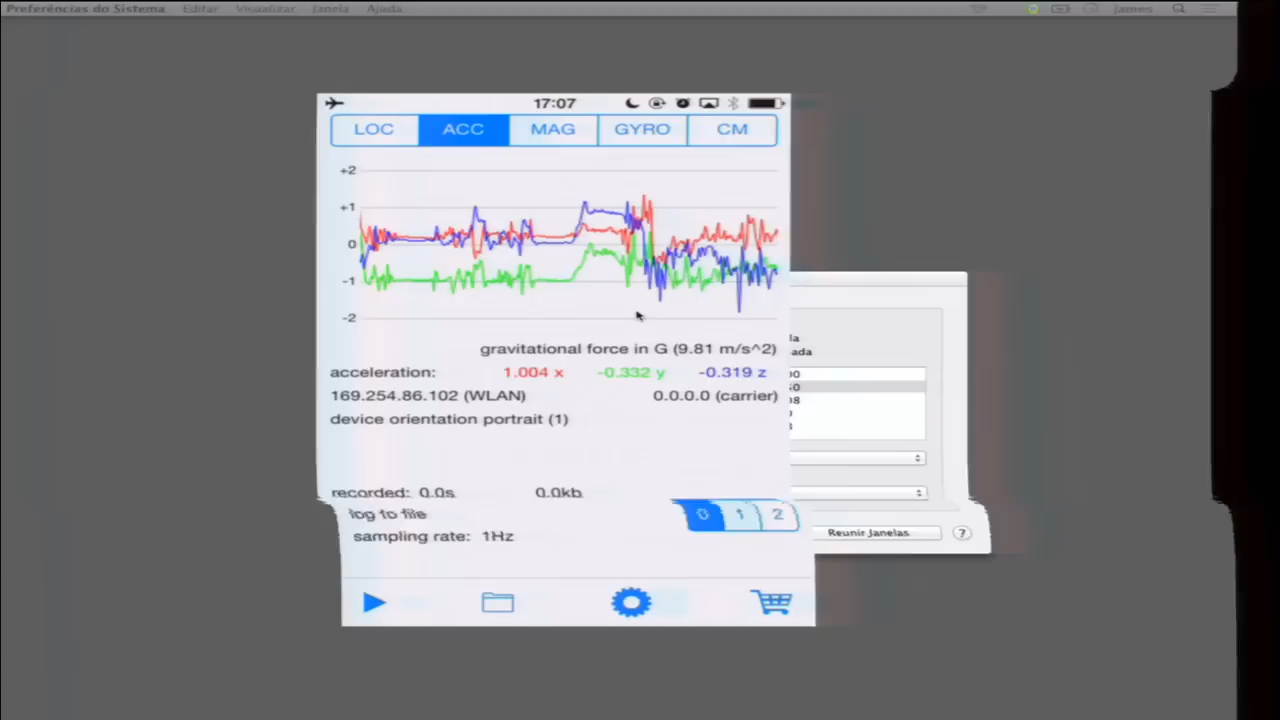 Preferências do Sistema Editar Visualizar Janela Ajuda James
17:07
LOC ACC MAG GYRO CM
+2
+1
0
-1
-2
gravitational force in G (9.81 m/s^2)
acceleration: 1.004 x -0.332 y -0.319 z
169.254.86.102 (WLAN) 0.0.0.0 (carrier)
device orientation portrait (1)
recorded: 0.0s 0.0kb
log to file 0 1 2
sampling rate: 1Hz
Reunir Janelas ?